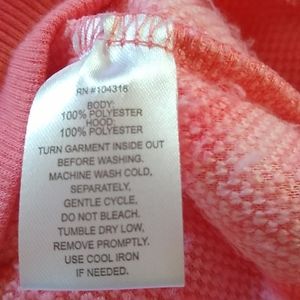 RN #104316
BODY:
100% POLYESTER
HOOD:
100% POLYESTER
TURN GARMENT INSIDE OUT
BEFORE WASHING.
MACHINE WASH COLD,
SEPARATELY,
GENTLE CYCLE,
DO NOT BLEACH.
TUMBLE DRY LOW,
REMOVE PROMPTLY.
USE COOL IRON
IF NEEDED.